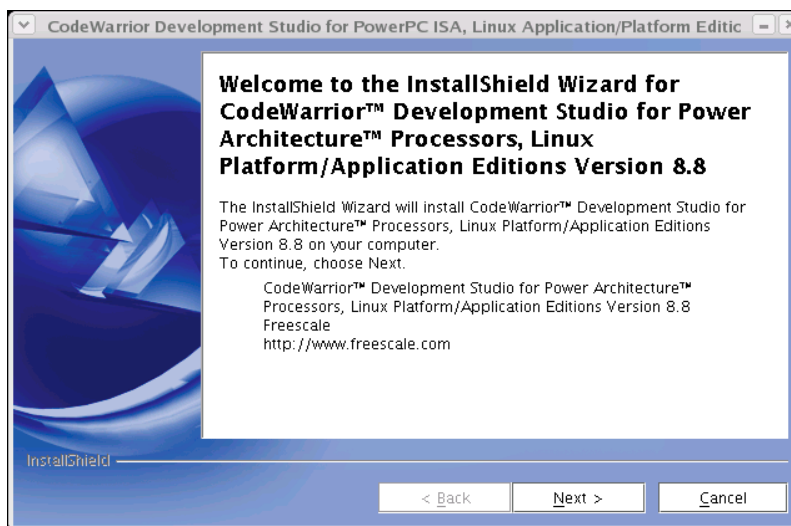 CodeWarrior Development Studio for PowerPC ISA, Linux Application/Platform Editic
Welcome to the InstallShield Wizard for
CodeWarrior™ Development Studio for Power
Architecture™ Processors, Linux
Platform/Application Editions Version 8.8
The InstallShield Wizard will install CodeWarrior™ Development Studio for
Power Architecture™ Processors, Linux Platform/Application Editions
Version 8.8 on your computer.
To continue, choose Next.
CodeWarrior™ Development Studio for Power Architecture™
Processors, Linux Platform/Application Editions Version 8.8
Freescale
http://www.freescale.com
InstallShield
< Back Next > Cancel